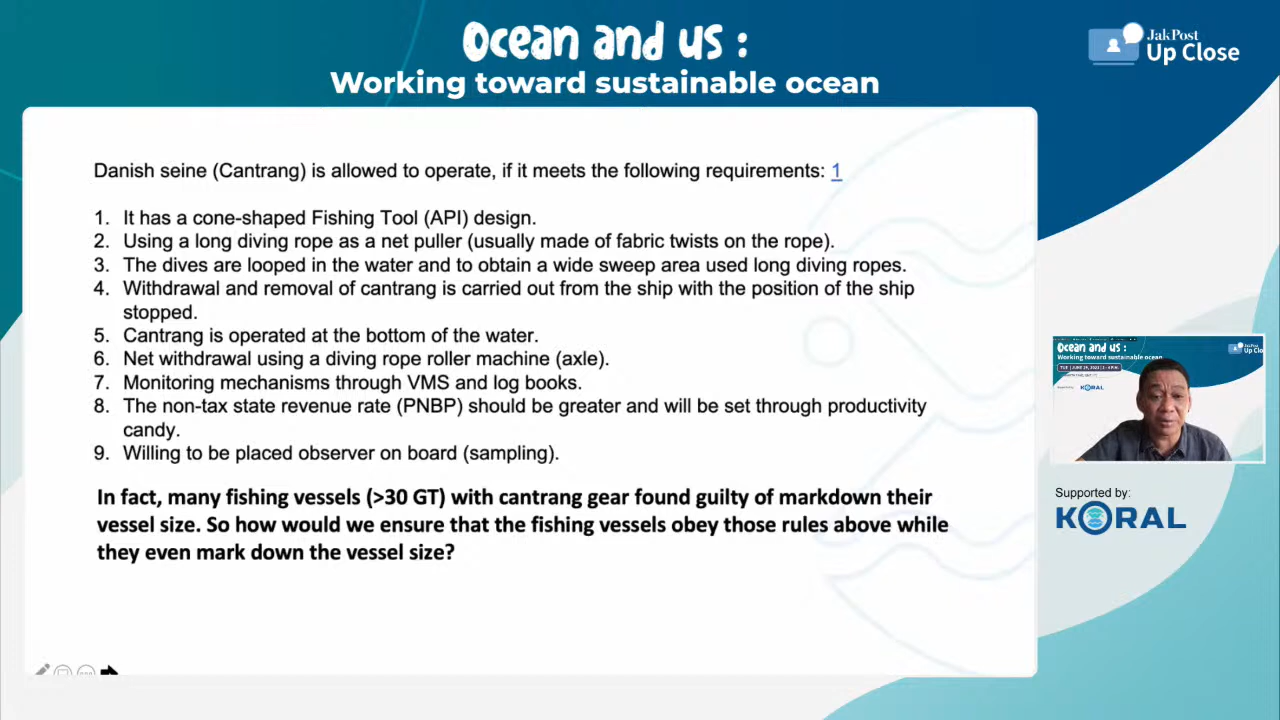 Ocean and us :
Working toward sustainable ocean
JakPost
Up Close
Danish seine (Cantrang) is allowed to operate, if it meets the following requirements: 1
1. It has a cone-shaped Fishing Tool (API) design.
2. Using a long diving rope as a net puller (usually made of fabric twists on the rope).
3. The dives are looped in the water and to obtain a wide sweep area used long diving ropes.
4. Withdrawal and removal of cantrang is carried out from the ship with the position of the ship
stopped.
5. Cantrang is operated at the bottom of the water.
6. Net withdrawal using a diving rope roller machine (axle).
7. Monitoring mechanisms through VMS and log books.
8. The non-tax state revenue rate (PNBP) should be greater and will be set through productivity
candy.
9. Willing to be placed observer on board (sampling).
In fact, many fishing vessels (>30 GT) with cantrang gear found guilty of markdown their
vessel size. So how would we ensure that the fishing vessels obey those rules above while
they even mark down the vessel size?
Ocean and us :
Working toward sustainable ocean
KORAL
Supported by:
KORAL